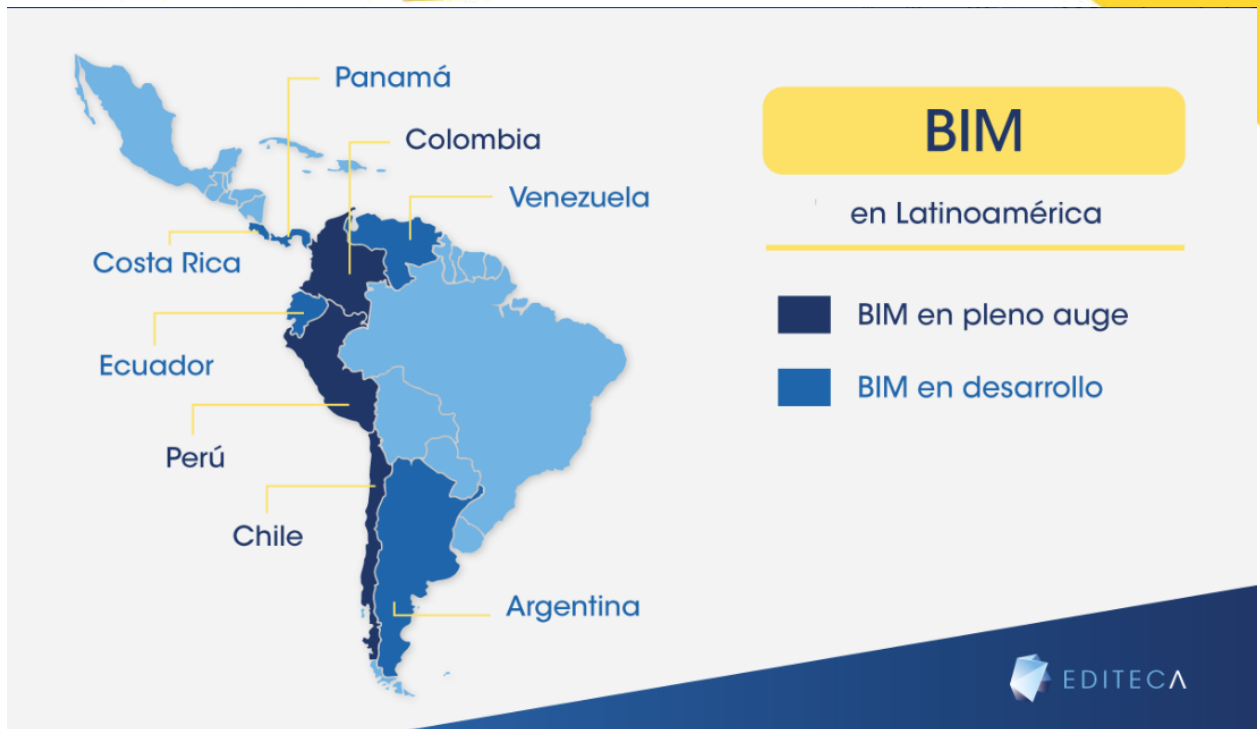 Panamá
Colombia
Venezuela
Costa Rica
Ecuador
Perú
Chile
Argentina
BIM
en Latinoamérica
BIM en pleno auge
BIM en desarrollo
EDITECA